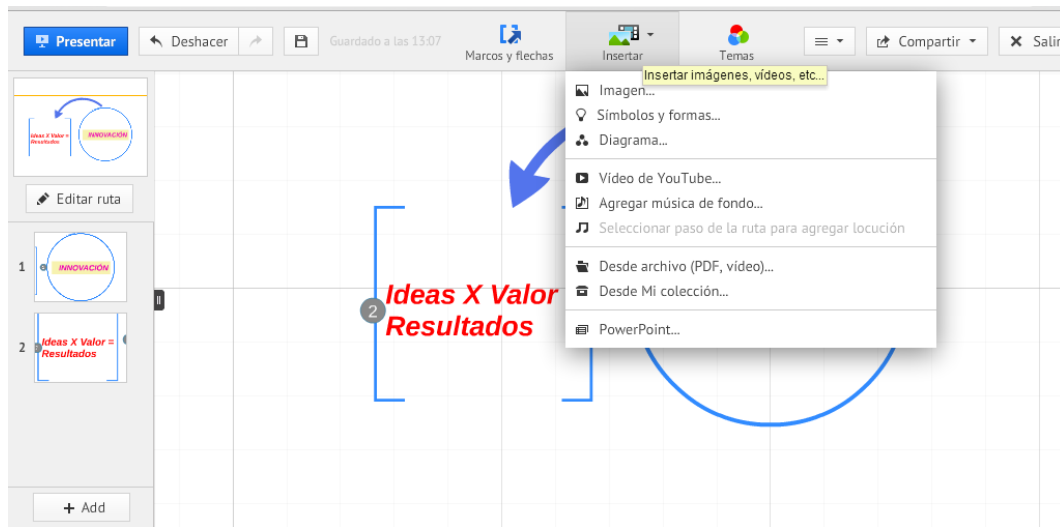 Presentar
Deshacer
Guardado a las 13:07
Marcos y flechas
Insertar
Temas
Compartir
Salir
Insertar imágenes, vídeos, etc...
Imagen...
Símbolos y formas...
Diagrama...
Vídeo de YouTube...
Agregar música de fondo...
Seleccionar paso de la ruta para agregar locución
Desde archivo (PDF, vídeo)...
Desde Mi colección...
PowerPoint...
Ideas X Valor =
Resultados
INNOVACIÓN
Editar ruta
1
INNOVACIÓN
2
Ideas X Valor =
Resultados
Add
2
Ideas X Valor
Resultados